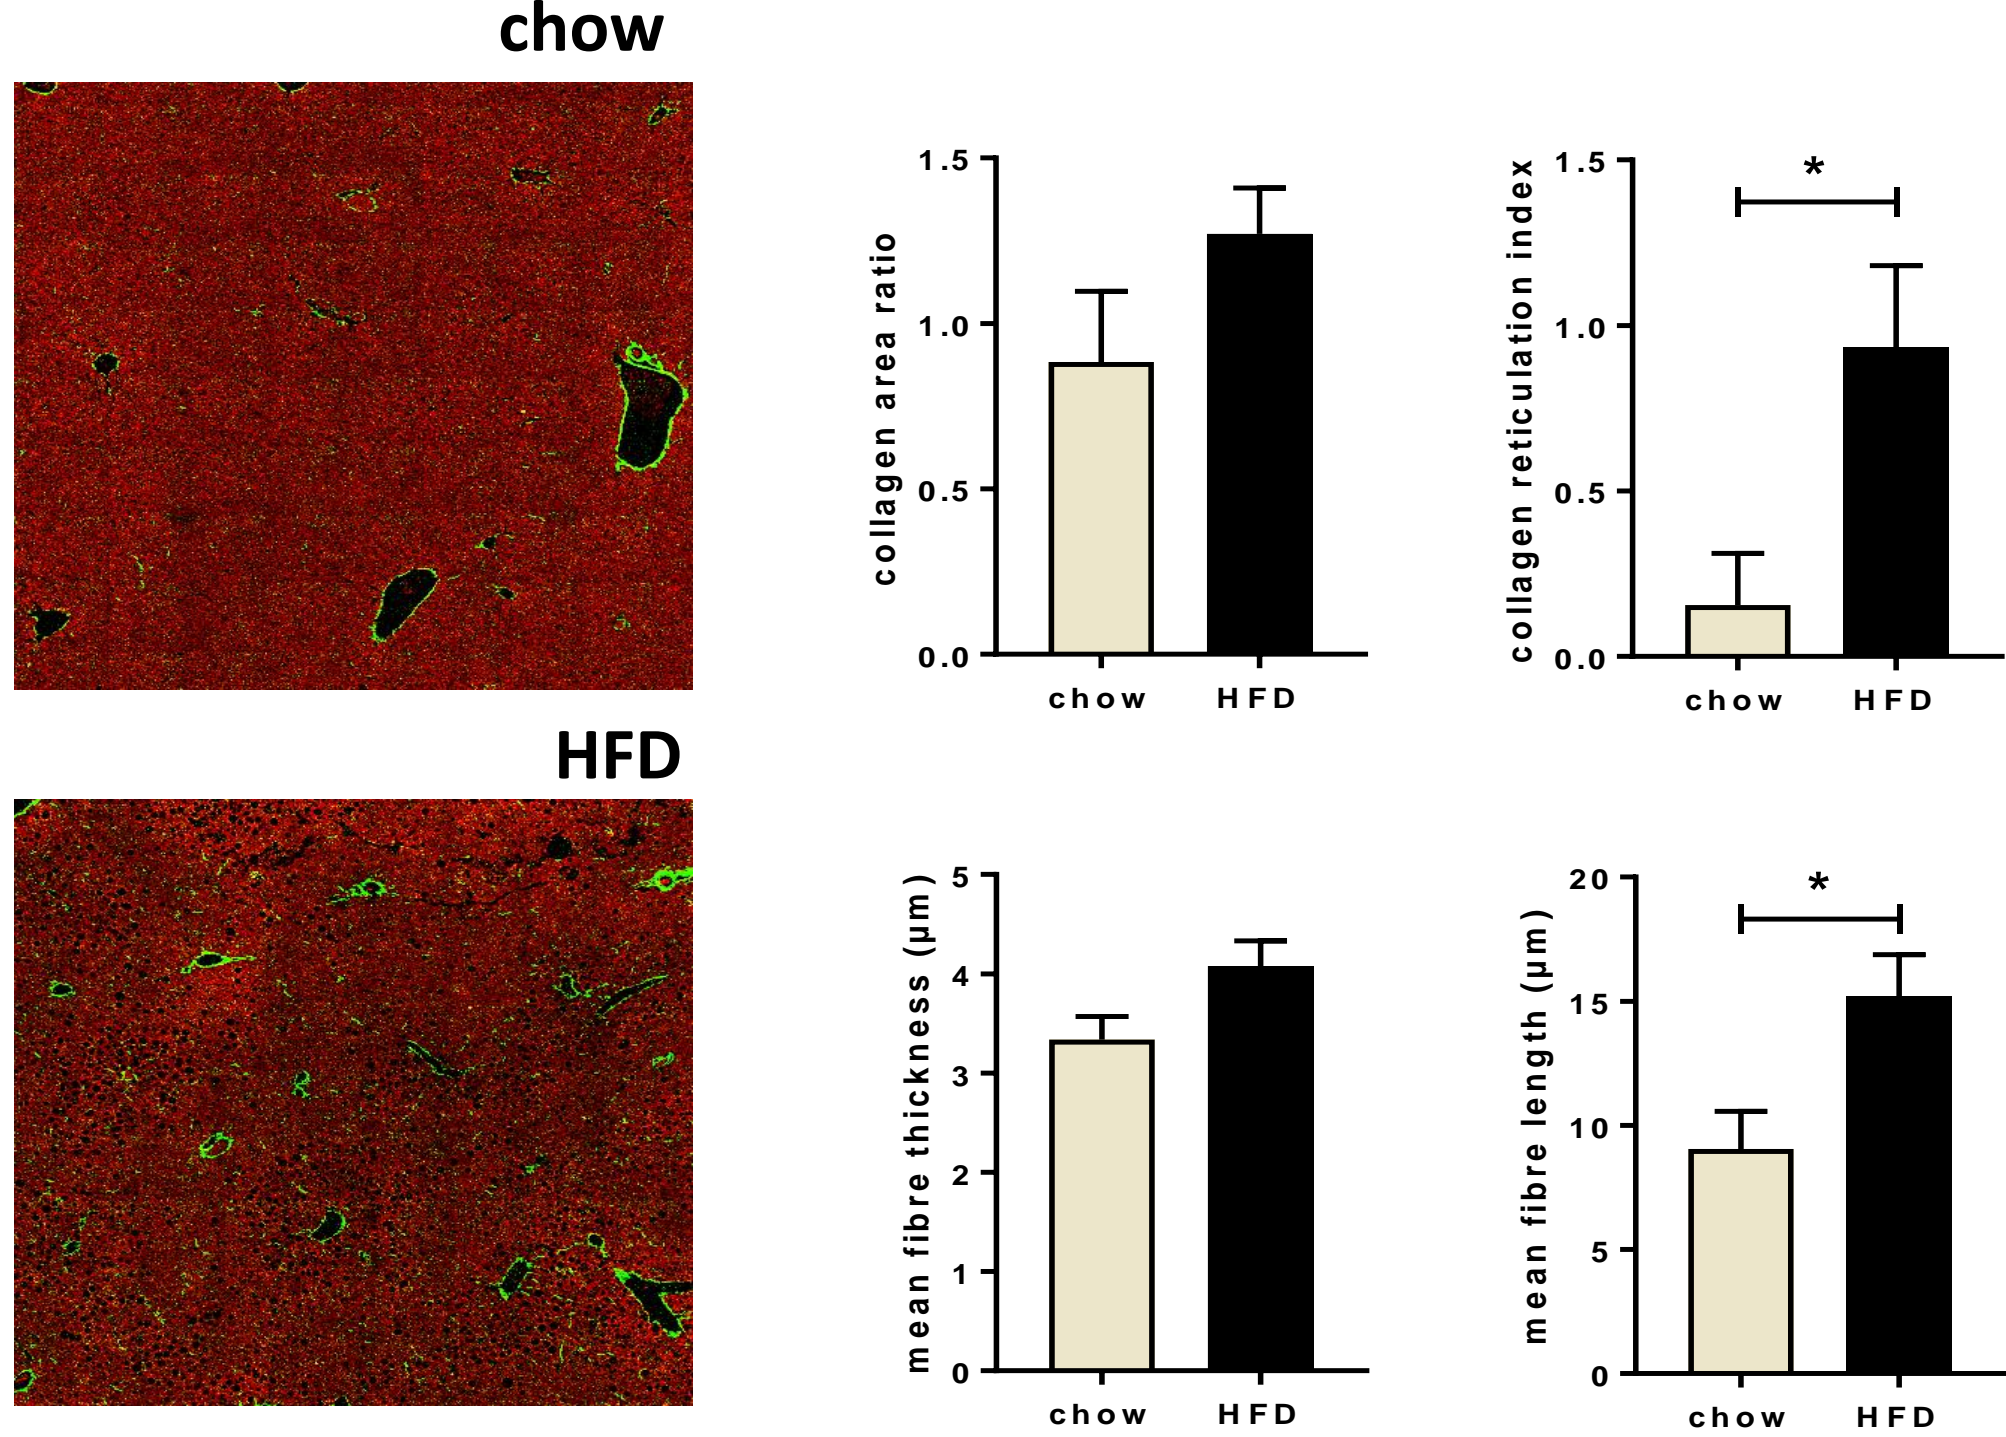 chow
collagen area ratio
1.5
1.0
0.5
0.0
chow HFD
collagen reticulation index
1.5
1.0
0.5
0.0
*
chow HFD
HFD
mean fibre thickness (µm)
5
4
3
2
1
0
chow HFD
mean fibre length (µm)
20
15
10
5
0
*
chow HFD